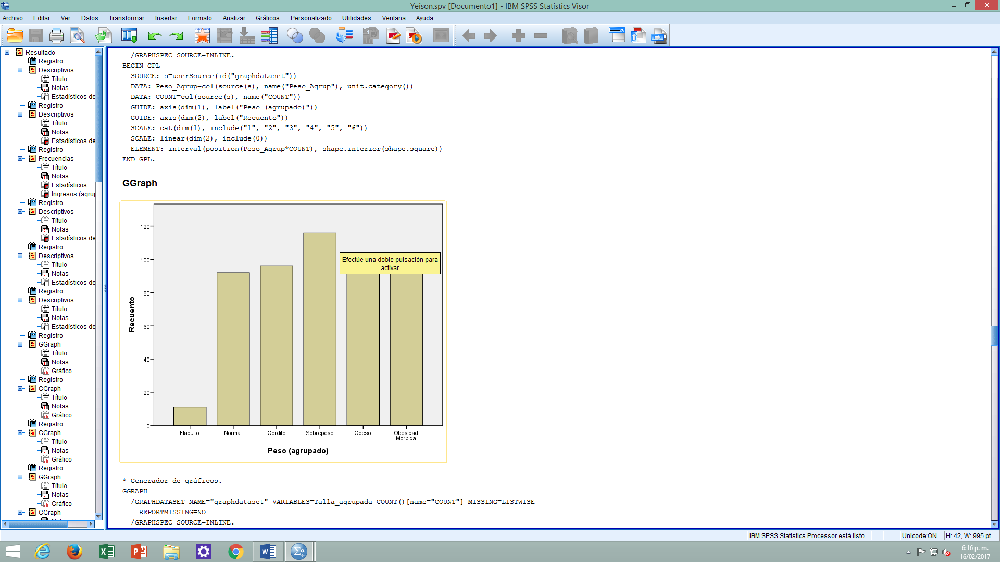 Yeison.spv [Documento1] - IBM SPSS Statistics Visor
Archivo Editar Ver Datos Transformar Insertar Formato Analizar Gráficos Personalizado Utilidades Ventana Ayuda
Resultado
Registro
Descriptivos
Título
Notas
Estadísticos de
Registro
Descriptivos
Título
Notas
Estadísticos de
Registro
Frecuencias
Título
Notas
Estadísticos
Ingresos (agru
Registro
Descriptivos
Título
Notas
Estadísticos de
Registro
Descriptivos
Título
Notas
Estadísticos de
Registro
Descriptivos
Título
Notas
Estadísticos de
Registro
GGraph
Título
Notas
Gráfico
Registro
GGraph
Título
Notas
Gráfico
Registro
GGraph
Título
Notas
Gráfico
Registro
GGraph
Título
Notas
Gráfico
GGraph
Notas
/GRAPHSPEC SOURCE=INLINE.
BEGIN GPL
SOURCE: s=userSource(id("graphdataset"))
DATA: Peso_Agrup=col(source(s), name("Peso_Agrup"), unit.category())
DATA: COUNT=col(source(s), name("COUNT"))
GUIDE: axis(dim(1), label("Peso (agrupado)"))
GUIDE: axis(dim(2), label("Recuento"))
SCALE: cat(dim(1), include("1", "2", "3", "4", "5", "6"))
SCALE: linear(dim(2), include(0))
ELEMENT: interval(position(Peso_Agrup*COUNT), shape.interior(shape.square))
END GPL.
GGraph
120
100
80
60
40
20
0
Recuento
Efectúe una doble pulsación para
activar
Flaquito Normal Gordito Sobrepeso Obeso Obesidad
Morbida
Peso (agrupado)
* Generador de gráficos.
GGRAPH
/GRAPHDATASET NAME="graphdataset" VARIABLES=Talla_agrupada COUNT()[name="COUNT"] MISSING=LISTWISE
REPORTMISSING=NO
/GRAPHSPEC SOURCE=INLINE.
IBM SPSS Statistics Processor está listo Unicode:ON H: 42, W: 995 pt.
6:16 p. m.
16/02/2017